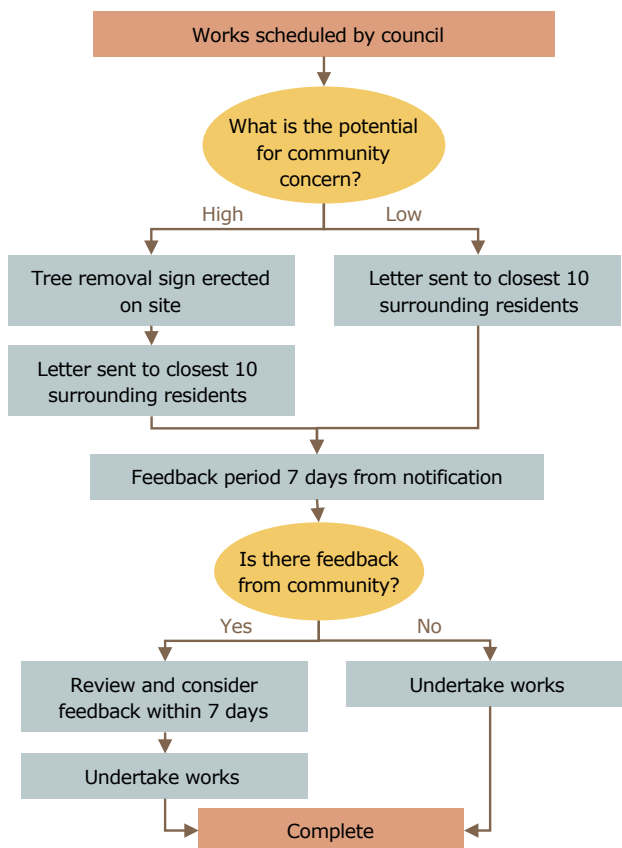 Works scheduled by council
What is the potential
for community
concern?
High
Low
Tree removal sign erected
on site
Letter sent to closest 10
surrounding residents
Letter sent to closest 10
surrounding residents
Feedback period 7 days from notification
Is there feedback
from community?
Yes
No
Review and consider
feedback within 7 days
Undertake works
Undertake works
Complete